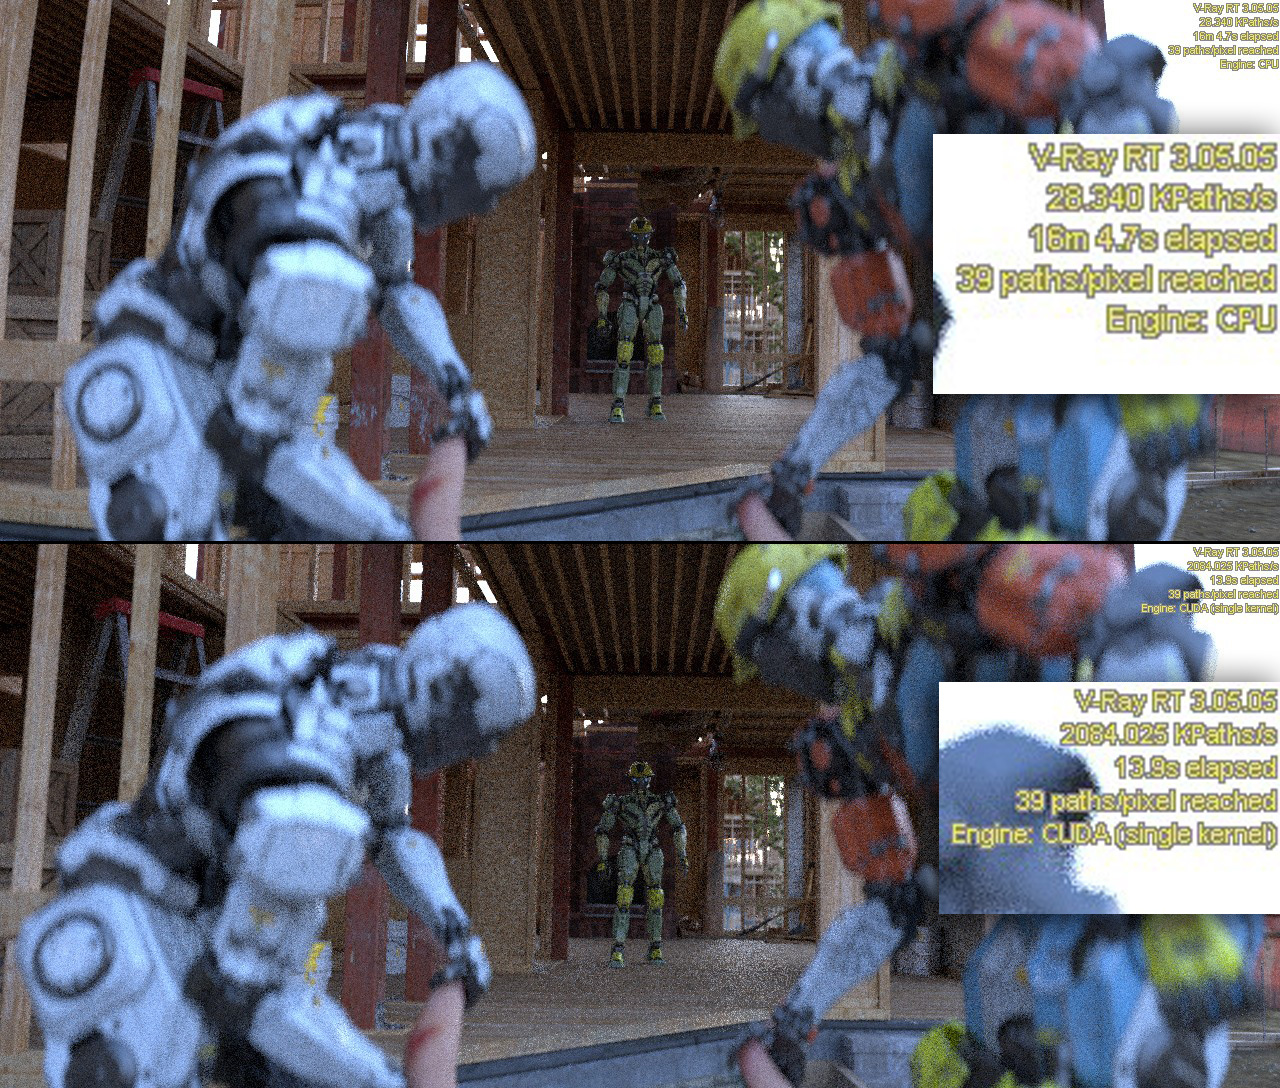 V-Ray RT 3.05.05
28.340 KPaths/s
16m 4.7s elapsed
39 paths/pixel reached
Engine: CPU
V-Ray RT 3.05.05
28.340 KPaths/s
16m 4.7s elapsed
39 paths/pixel reached
Engine: CPU
V-Ray RT 3.05.05
2084.025 KPaths/s
13.9s elapsed
39 paths/pixel reached
Engine: CUDA (single kernel)
V-Ray RT 3.05.05
2084.025 KPaths/s
13.9s elapsed
39 paths/pixel reached
Engine: CUDA (single kernel)